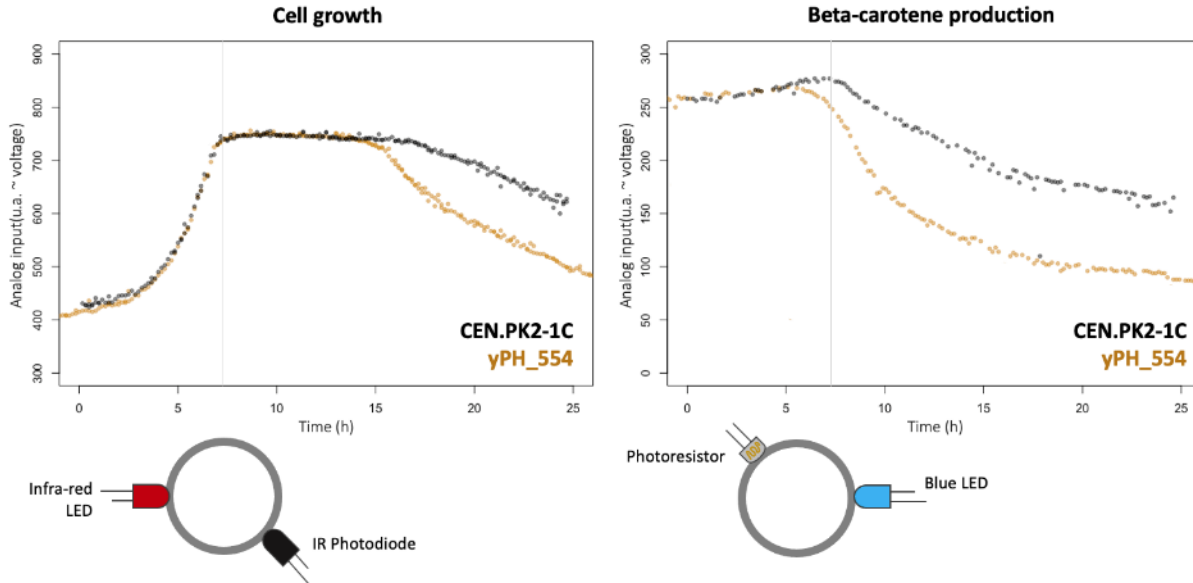 Cell growth
Analog input(u.a. ~ voltage)
900
800
700
600
500
400
300
CEN.PK2-1C
yPH_554
0 5 10 15 20 25
Time (h)
Infra-red
LED
IR Photodiode
Beta-carotene production
Analog input(u.a. ~ voltage)
300
250
200
150
100
50
0
CEN.PK2-1C
yPH_554
0 5 10 15 20 25
Time (h)
Photoresistor
Blue LED